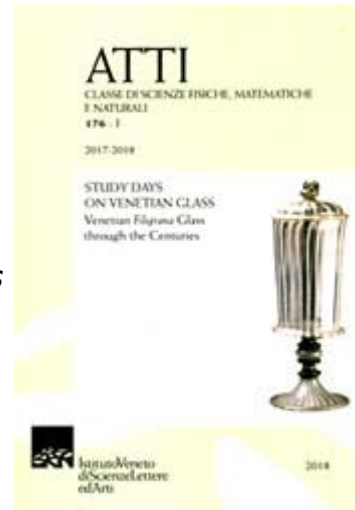 ATTI
CLASSE DI SCIENZE FISICHE, MATEMATICHE
E NATURALI
176 - I
2017-2018
STUDY DAYS
ON VENETIAN GLASS
Venetian Filigrana Glass
through the Centuries
IstitutoVeneto
diScienzeLettere
edArti
2018